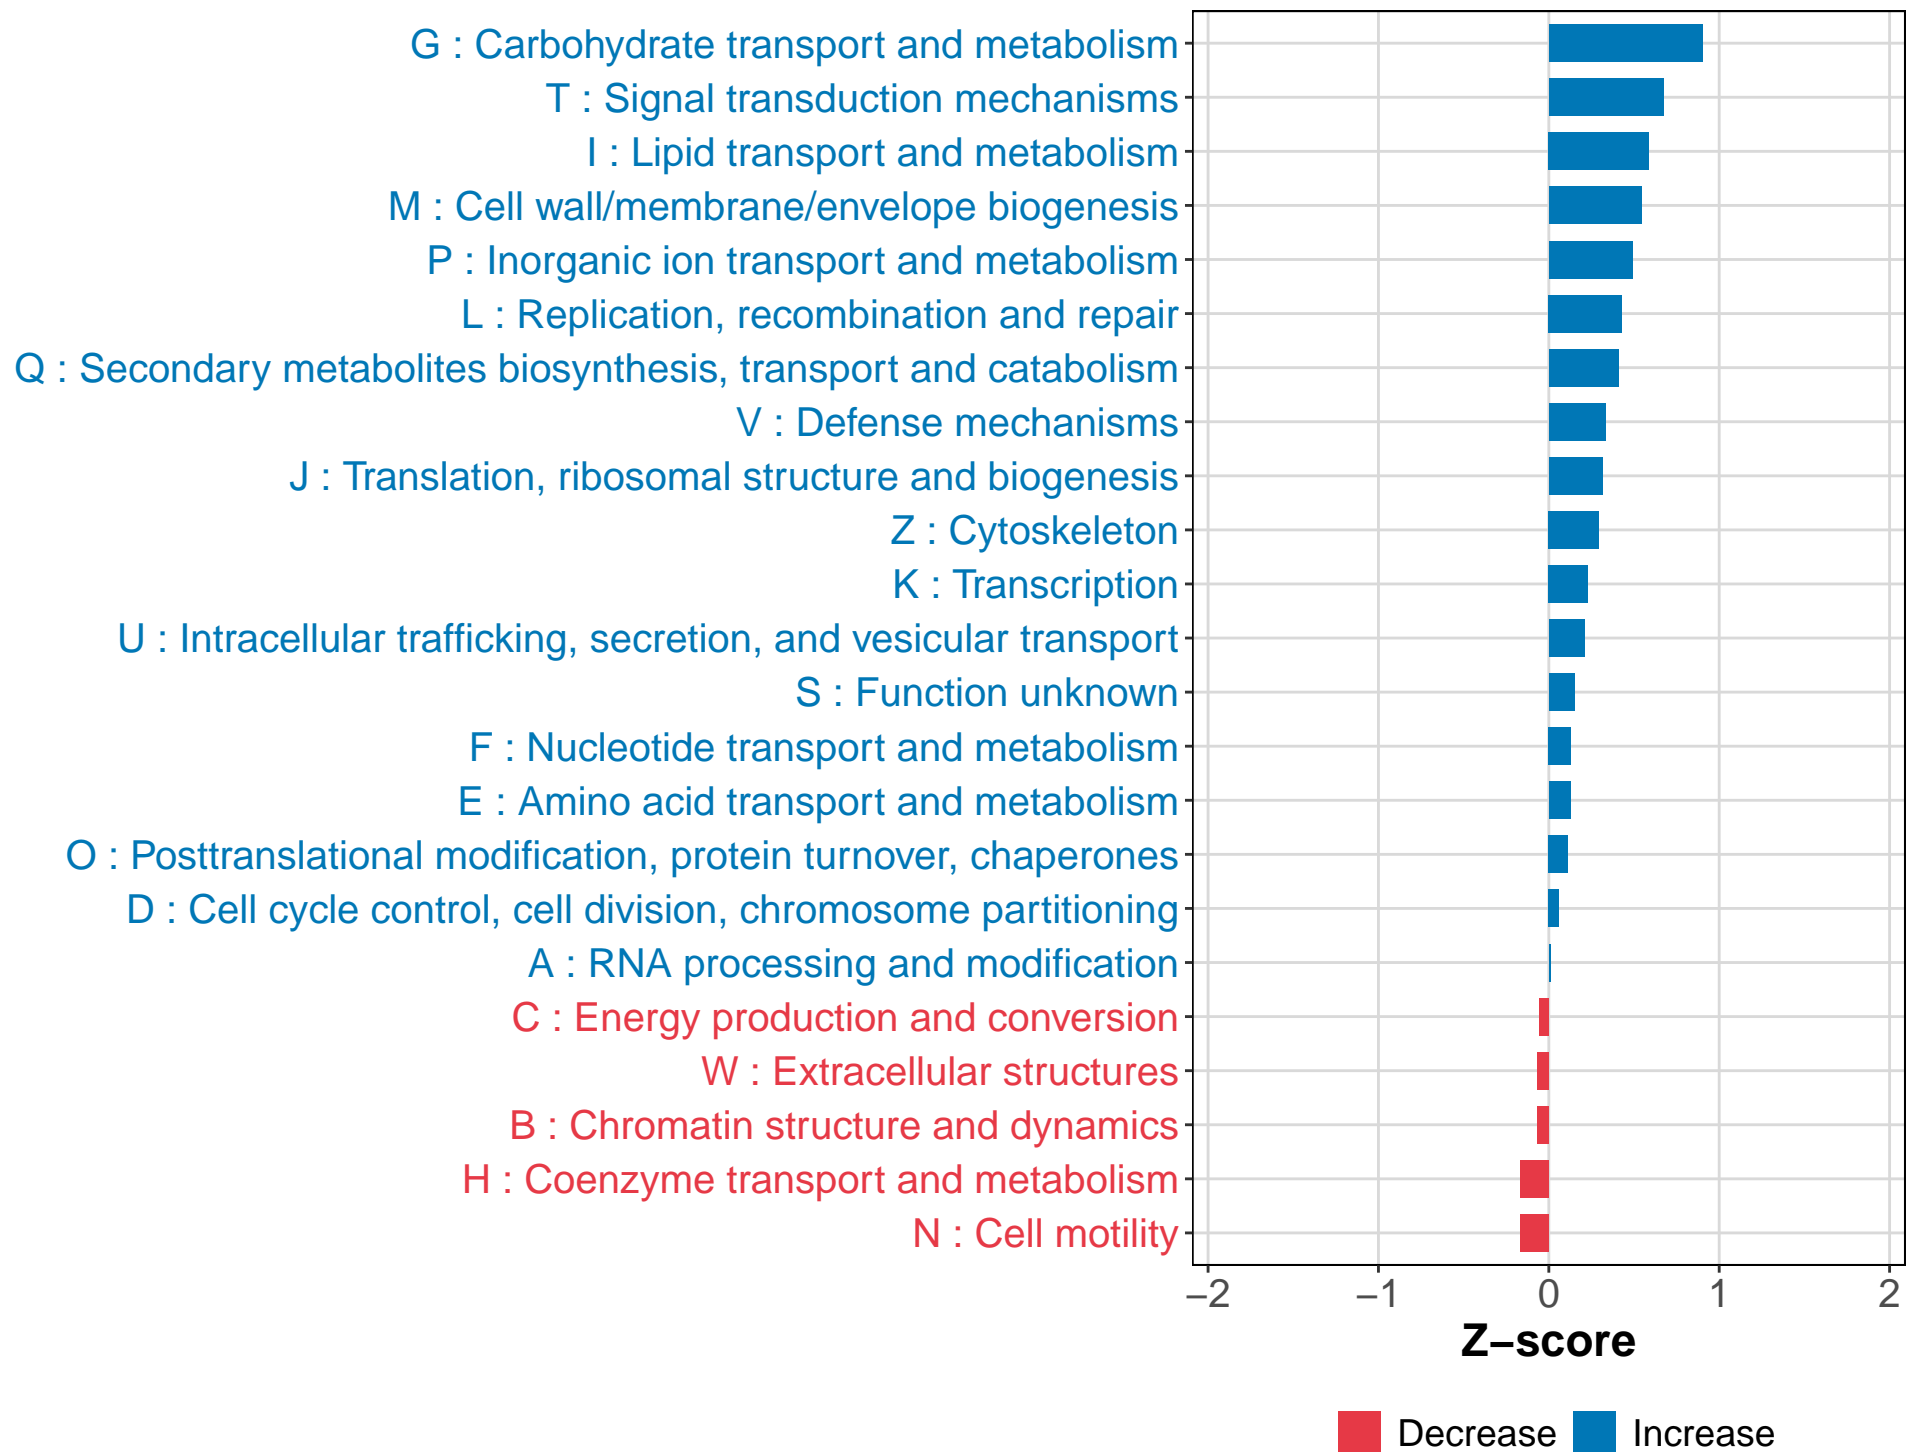 G : Carbohydrate transport and metabolism
T : Signal transduction mechanisms
I : Lipid transport and metabolism
M : Cell wall/membrane/envelope biogenesis
P : Inorganic ion transport and metabolism
L : Replication, recombination and repair
Q : Secondary metabolites biosynthesis, transport and catabolism
V : Defense mechanisms
J : Translation, ribosomal structure and biogenesis
Z : Cytoskeleton
K : Transcription
U : Intracellular trafficking, secretion, and vesicular transport
S : Function unknown
F : Nucleotide transport and metabolism
E : Amino acid transport and metabolism
O : Posttranslational modification, protein turnover, chaperones
D : Cell cycle control, cell division, chromosome partitioning
A : RNA processing and modification
C : Energy production and conversion
W : Extracellular structures
B : Chromatin structure and dynamics
H : Coenzyme transport and metabolism
N : Cell motility
−2 −1 0 1 2
Z−score
Decrease Increase